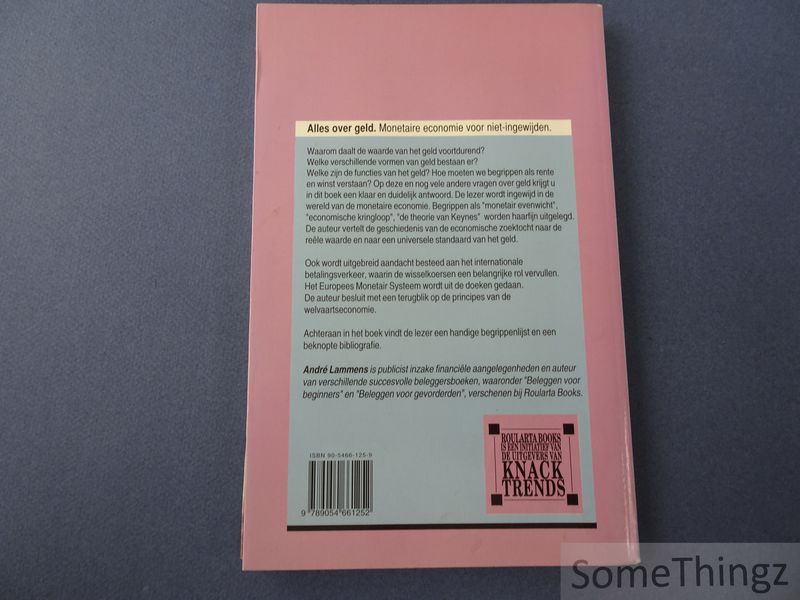 Alles over geld. Monetaire economie voor niet-ingewijden.
Waarom daalt de waarde van het geld voortdurend?
Welke verschillende vormen van geld bestaan er?
Welke zijn de functies van het geld? Hoe moeten we begrippen als rente
en winst verstaan? Op deze en nog vele andere vragen over geld krijgt u
in dit boek een klaar en duidelijk antwoord. De lezer wordt ingewijd in de
wereld van de monetaire economie. Begrippen als "monetair evenwicht",
"economische kringloop", "de theorie van Keynes" worden haarfijn uitgelegd.
De auteur vertelt de geschiedenis van de economische zoektocht naar de
reële waarde en naar een universele standaard van het geld.
Ook wordt uitgebreid aandacht besteed aan het internationale
betalingsverkeer, waarin de wisselkoersen een belangrijke rol vervullen.
Het Europees Monetair Systeem wordt uit de doeken gedaan.
De auteur besluit met een terugblik op de principes van de
welvaartseconomie.
Achteraan in het boek vindt de lezer een handige begrippenlijst en een
beknopte bibliografie.
André Lammens is publicist inzake financiële aangelegenheden en auteur
van verschillende succesvolle beleggersboeken, waaronder "Beleggen voor
beginners" en "Beleggen voor gevorderden", verschenen bij Roularta Books.
ROULARTA BOOKS
IS EEN INITIATIEF VAN
DE UITGEVERS VAN
KNACK
TRENDS
ISBN 90-5466-125-9
9 789054 661252
SomeThingz